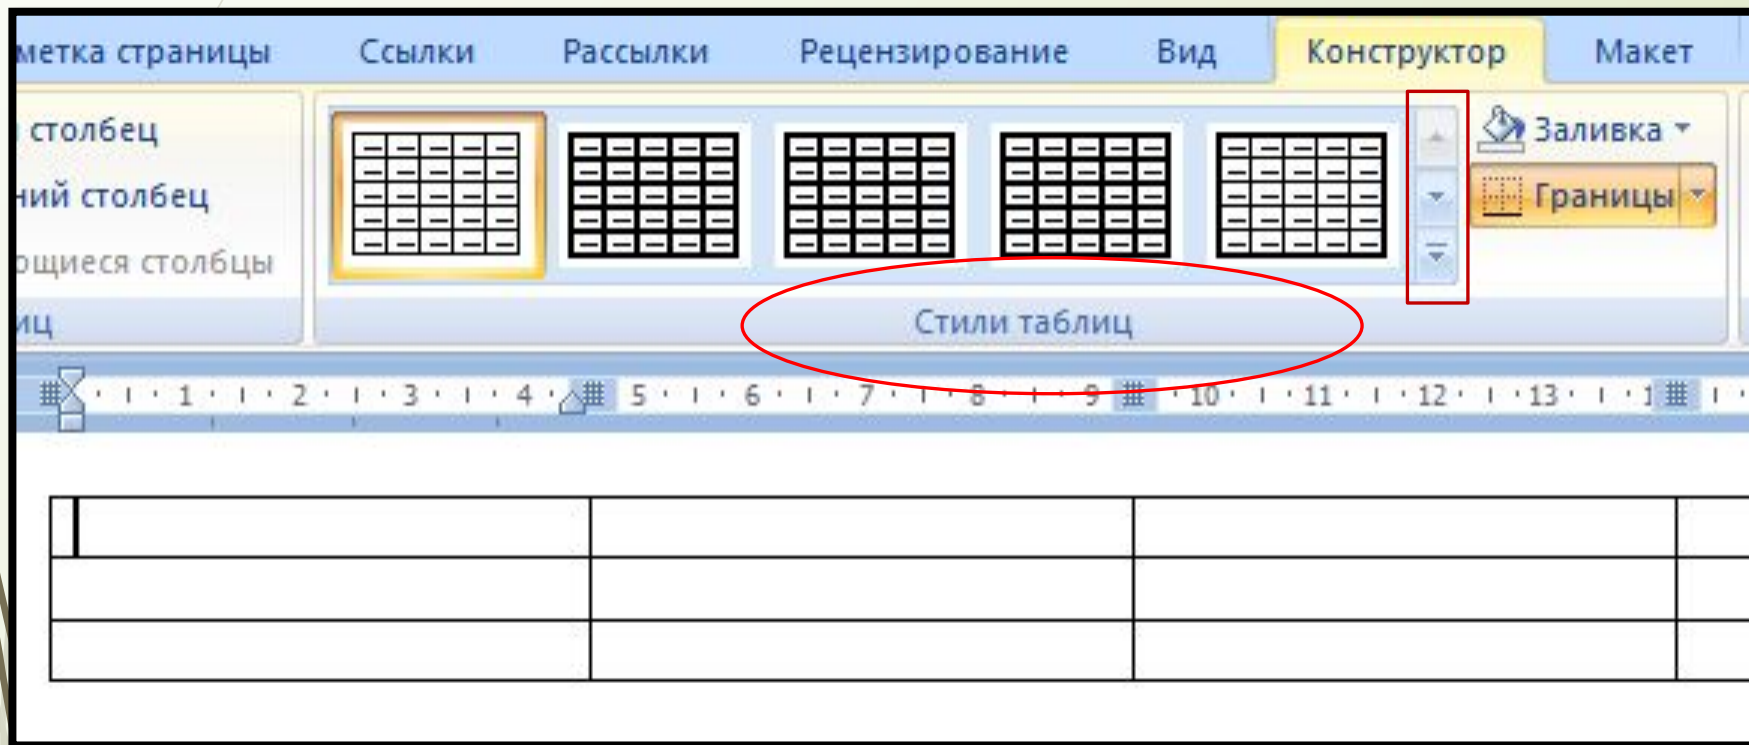 метка страницы Ссылки Рассылки Рецензирование Вид Конструктор Макет
столбец
ний столбец
ющиеся столбцы
иц
Заливка
Границы
Стили таблиц
1 2 3 4 5 6 7 8 9 10 11 12 13 1